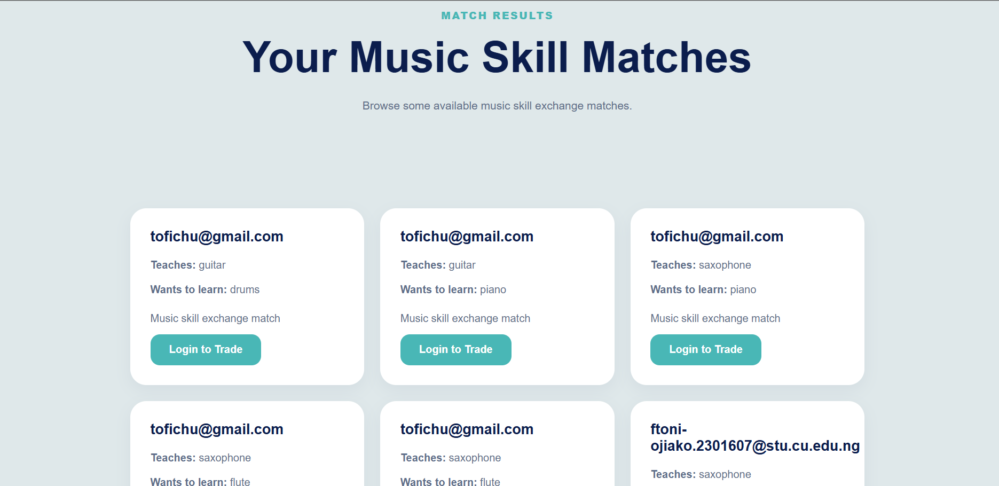 MATCH RESULTS
Your Music Skill Matches
Browse some available music skill exchange matches.
tofichu@gmail.com
Teaches: guitar
Wants to learn: drums
Music skill exchange match
Login to Trade
tofichu@gmail.com
Teaches: guitar
Wants to learn: piano
Music skill exchange match
Login to Trade
tofichu@gmail.com
Teaches: saxophone
Wants to learn: piano
Music skill exchange match
Login to Trade
tofichu@gmail.com
Teaches: saxophone
Wants to learn: flute
tofichu@gmail.com
Teaches: saxophone
Wants to learn: flute
ftoni-
ojiako.2301607@stu.cu.edu.ng
Teaches: saxophone